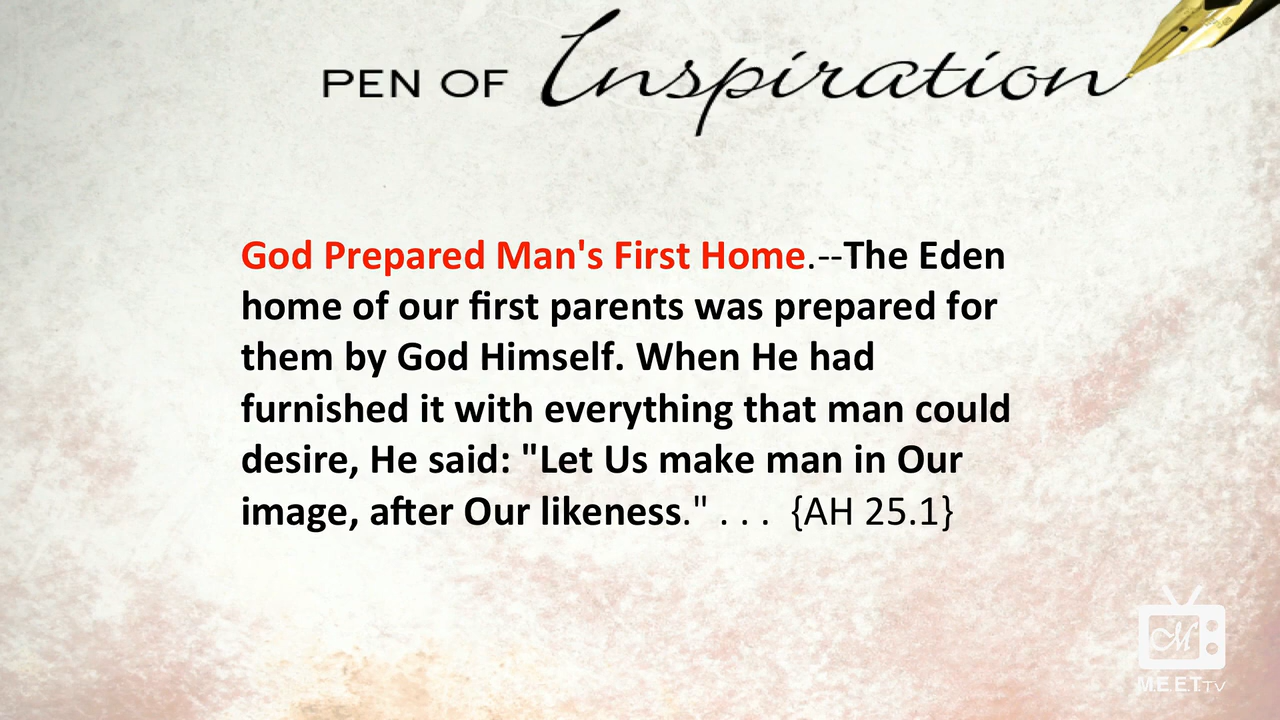 PEN OF Inspiration
God Prepared Man's First Home.--The Eden
home of our first parents was prepared for
them by God Himself. When He had
furnished it with everything that man could
desire, He said: "Let Us make man in Our
image, after Our likeness." . . .  {AH 25.1}
M
M.E.E.T.TV